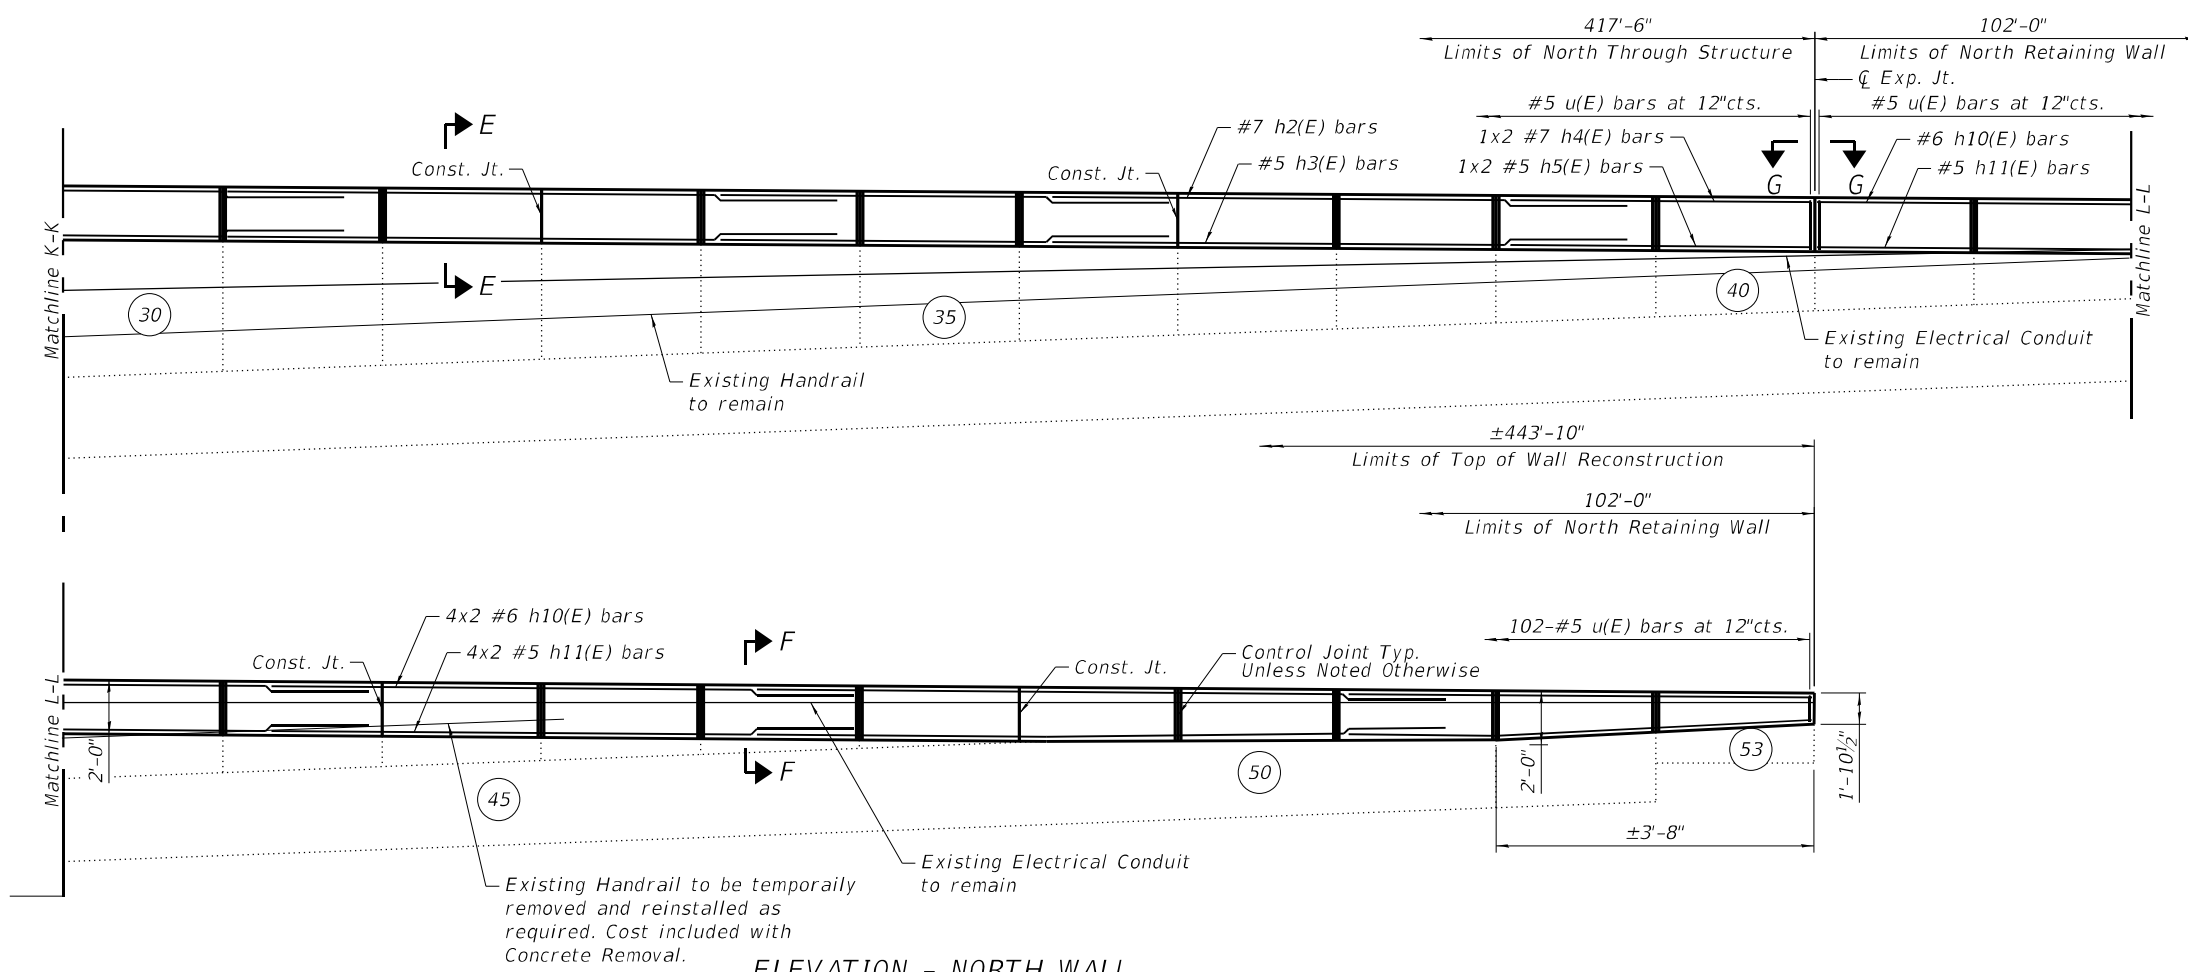 417'-6"
Limits of North Through Structure
102'-0"
Limits of North Retaining Wall
℄ Exp. Jt.
#5 u(E) bars at 12"cts.
#5 u(E) bars at 12"cts.
E
#7 h2(E) bars
1x2 #7 h4(E) bars
#6 h10(E) bars
Const. Jt.
Const. Jt.
#5 h3(E) bars
1x2 #5 h5(E) bars
#5 h11(E) bars
G
G
Matchline K-K
Matchline L-L
E
30
35
40
Existing Handrail
to remain
Existing Electrical Conduit
to remain
±443'-10"
Limits of Top of Wall Reconstruction
102'-0"
Limits of North Retaining Wall
4x2 #6 h10(E) bars
4x2 #5 h11(E) bars
Const. Jt.
F
Const. Jt.
Control Joint Typ.
Unless Noted Otherwise
102-#5 u(E) bars at 12"cts.
Matchline L-L
2'-0"
45
F
50
53
2'-0"
1'-10½"
±3'-8"
Existing Electrical Conduit
to remain
Existing Handrail to be temporaily
removed and reinstalled as
required. Cost included with
Concrete Removal.
ELEVATION - NORTH WALL